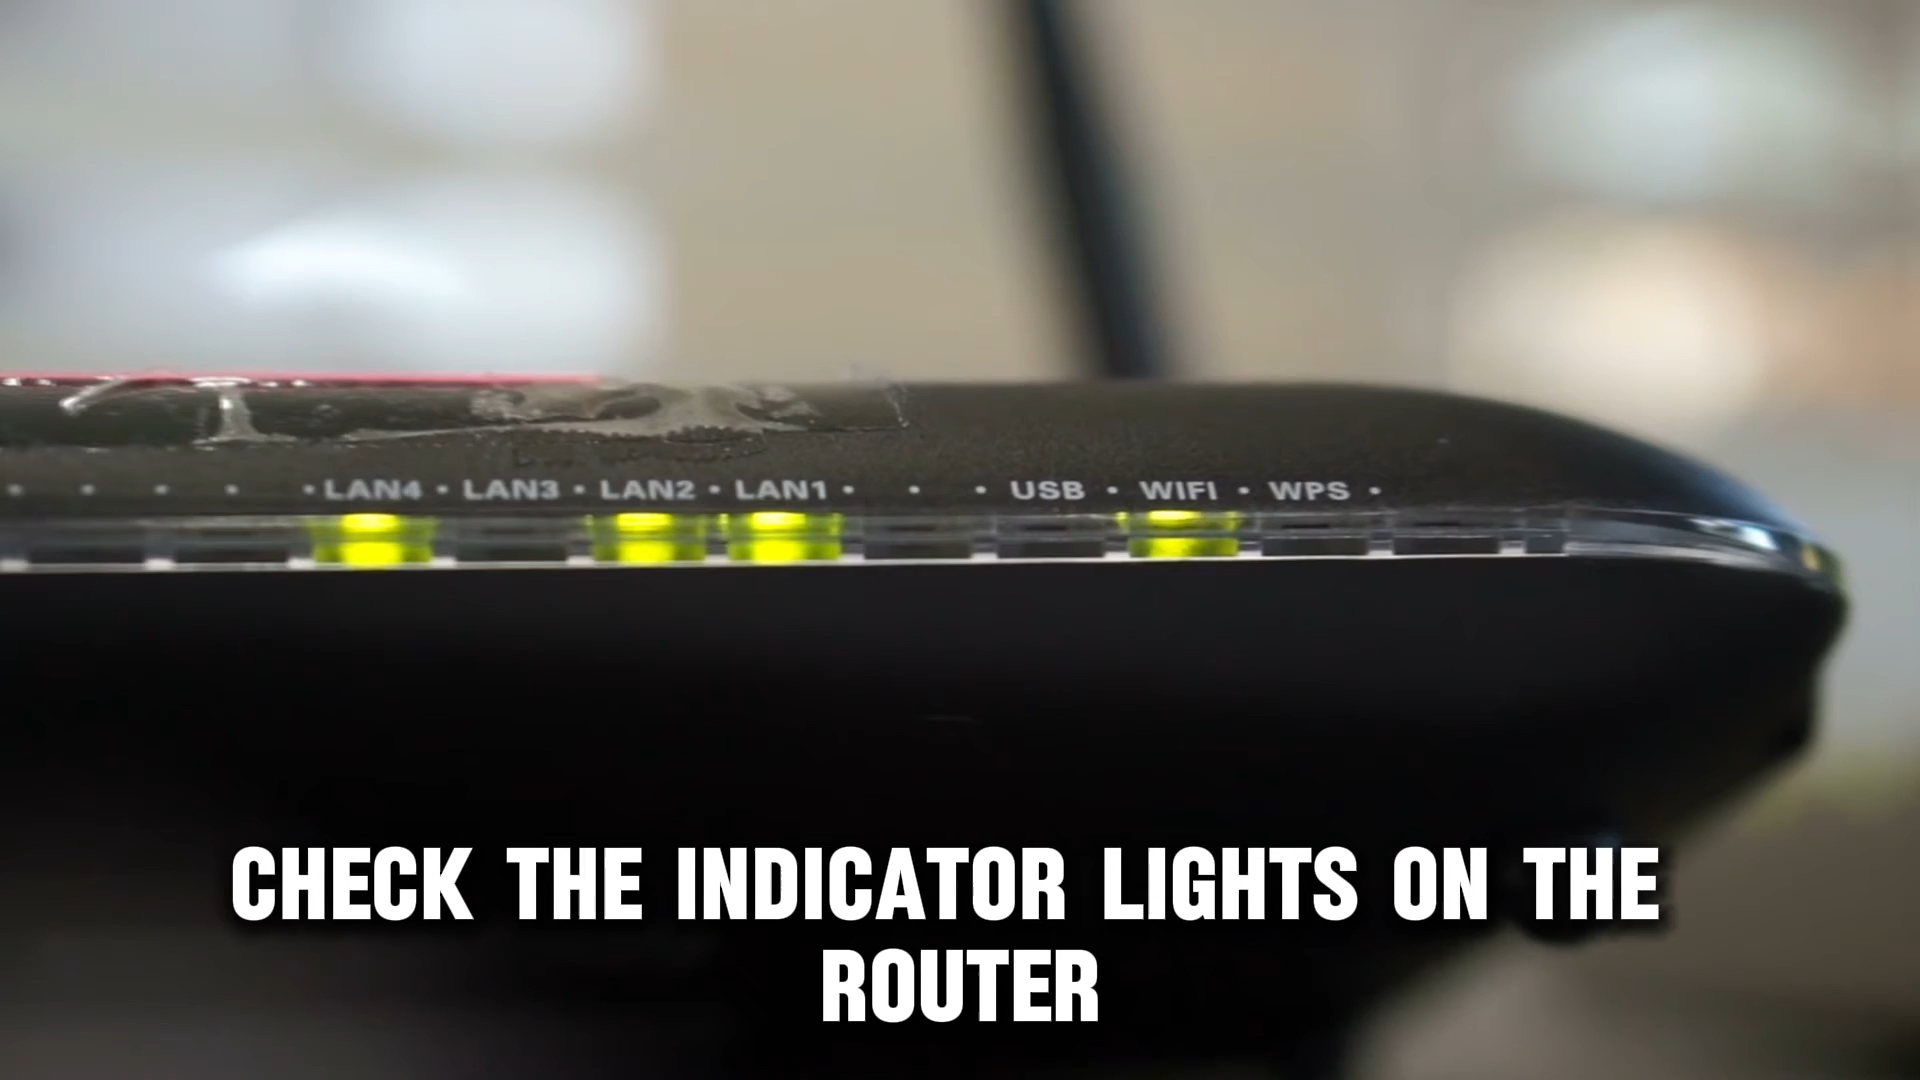 • • • • •LAN4 • LAN3 • LAN2 • LAN1 • • • USB • WIFI • WPS •
CHECK THE INDICATOR LIGHTS ON THE
ROUTER